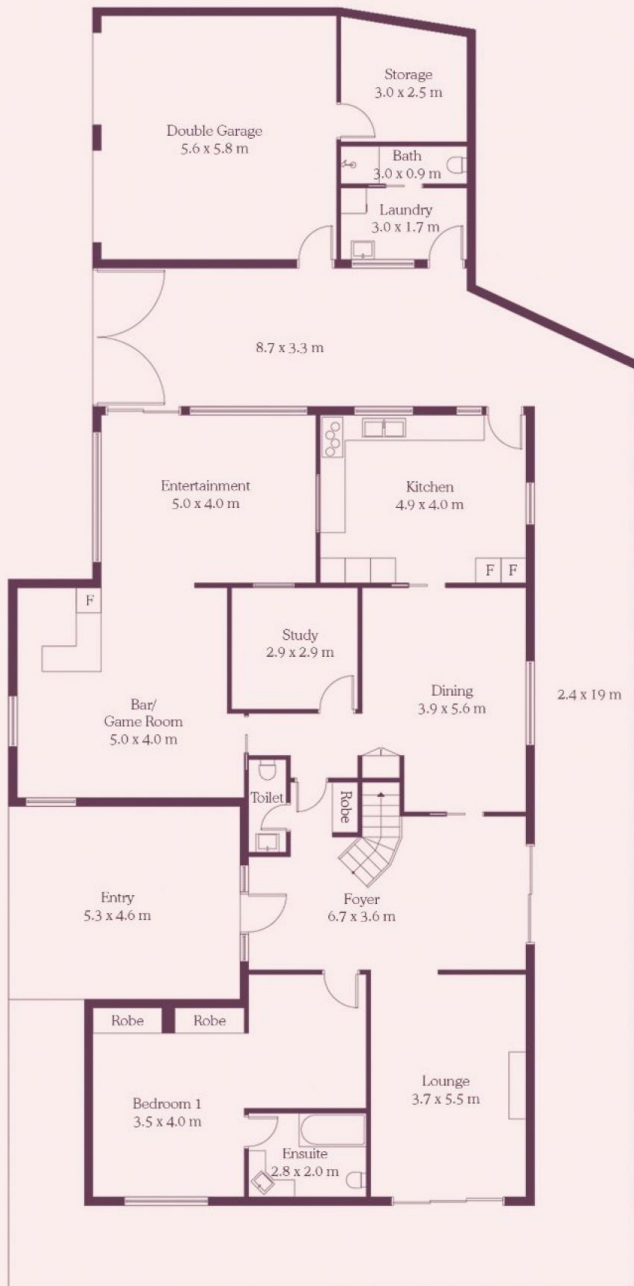 Storage
3.0 x 2.5 m
Double Garage
5.6 x 5.8 m
Bath
3.0 x 0.9 m
Laundry
3.0 x 1.7 m
8.7 x 3.3 m
Entertainment
5.0 x 4.0 m
Kitchen
4.9 x 4.0 m
F F
F
Study
2.9 x 2.9 m
Dining
3.9 x 5.6 m
2.4 x 19 m
Bar/
Game Room
5.0 x 4.0 m
Toilet
Robe
Entry
5.3 x 4.6 m
Foyer
6.7 x 3.6 m
Robe
Robe
Lounge
3.7 x 5.5 m
Bedroom 1
3.5 x 4.0 m
Ensuite
2.8 x 2.0 m